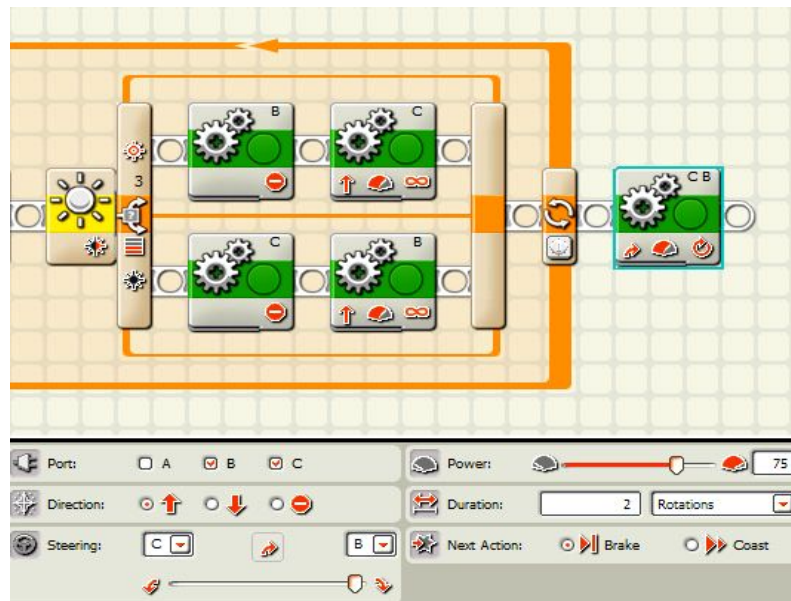 B
C
C B
3
?
C
B
Port:
A
B
C
Power:
75
Direction:
Duration:
2
Rotations
Steering:
C
B
Next Action:
Brake
Coast